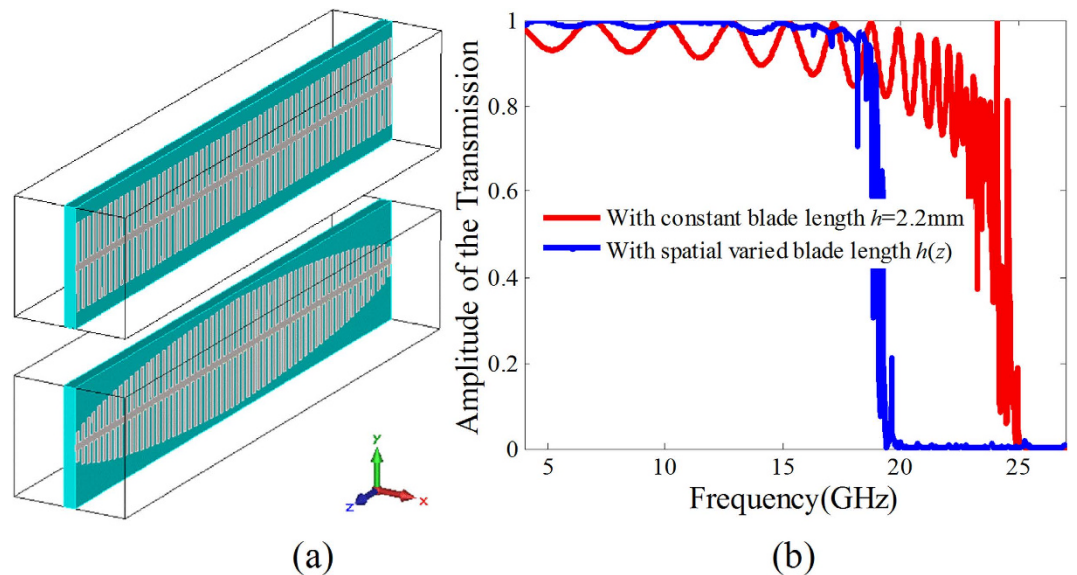 y
z
x
(a)
Amplitude of the Transmission
1
0.8
0.6
0.4
0.2
0
With constant blade length h=2.2mm
With spatial varied blade length h(z)
5
10
15
20
25
Frequency(GHz)
(b)